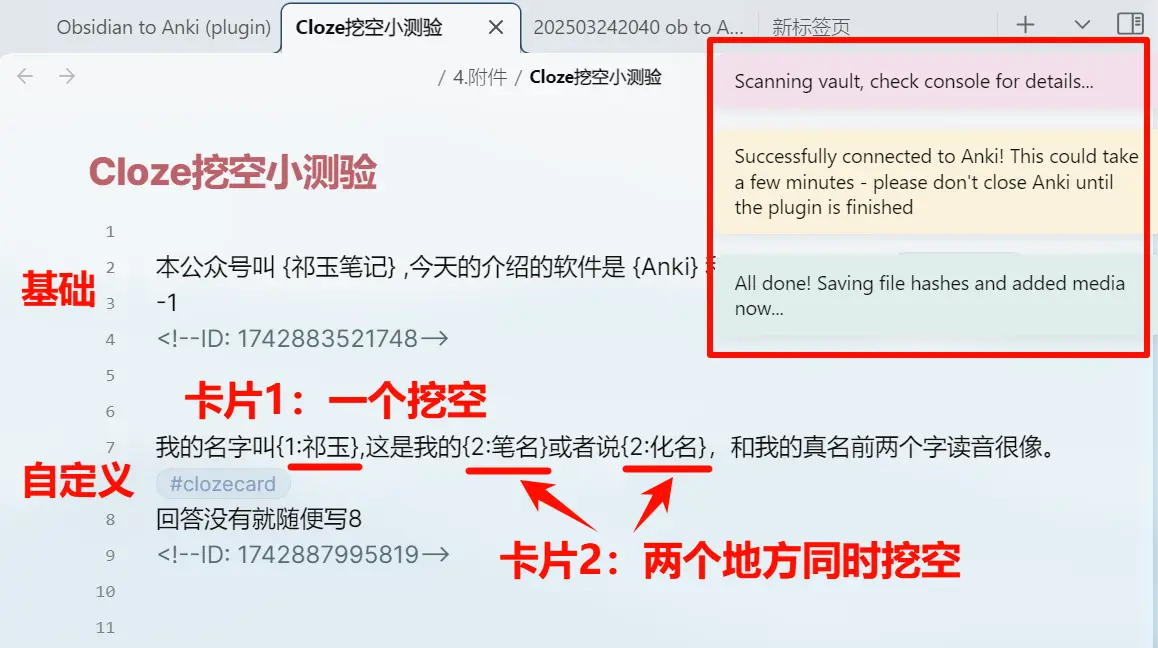 Obsidian to Anki (plugin)
Cloze挖空小测验
202503242040 ob to A...
新标签页
/ 4.附件 / Cloze挖空小测验
Scanning vault, check console for details...
Successfully connected to Anki! This could take
a few minutes - please don't close Anki until
the plugin is finished
All done! Saving file hashes and added media
now...
Cloze挖空小测验
1
基础
2 本公众号叫 {祁玉笔记} ,今天的介绍的软件是 {Anki}
3 -1
4 <!--ID: 1742883521748-->
5
卡片1：一个挖空
6
7 我的名字叫{1:祁玉},这是我的{2:笔名}或者说{2:化名}，和我的真名前两个字读音很像。
自定义
#clozecard
8 回答没有就随便写8
9 <!--ID: 1742887995819-->
卡片2：两个地方同时挖空
10
11